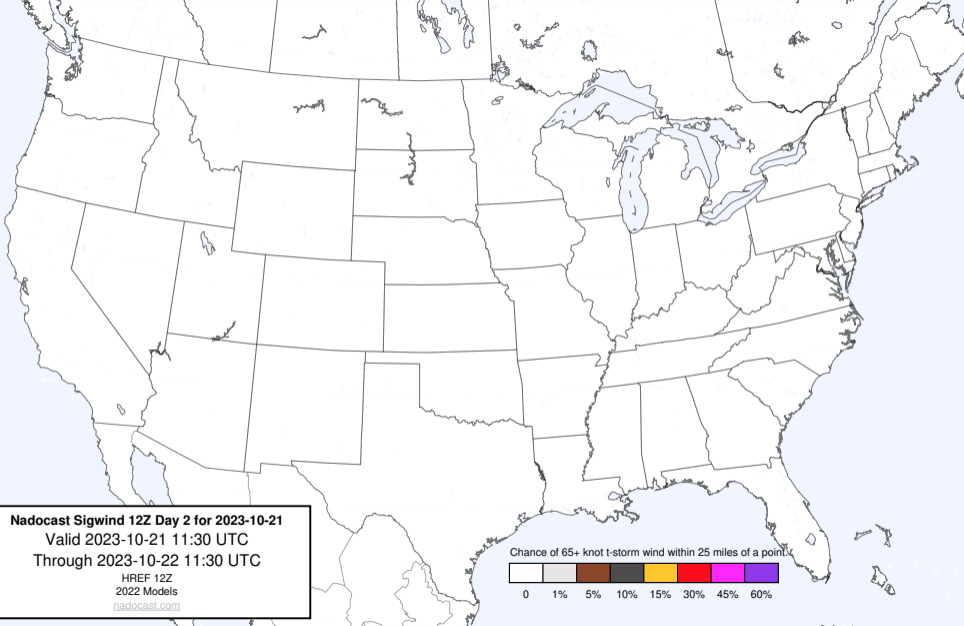 Nadocast Sigwind 12Z Day 2 for 2023-10-21
Valid 2023-10-21 11:30 UTC
Through 2023-10-22 11:30 UTC
HREF 12Z
2022 Models
nadocast.com
Chance of 65+ knot t-storm wind within 25 miles of a point.
0 1% 5% 10% 15% 30% 45% 60%